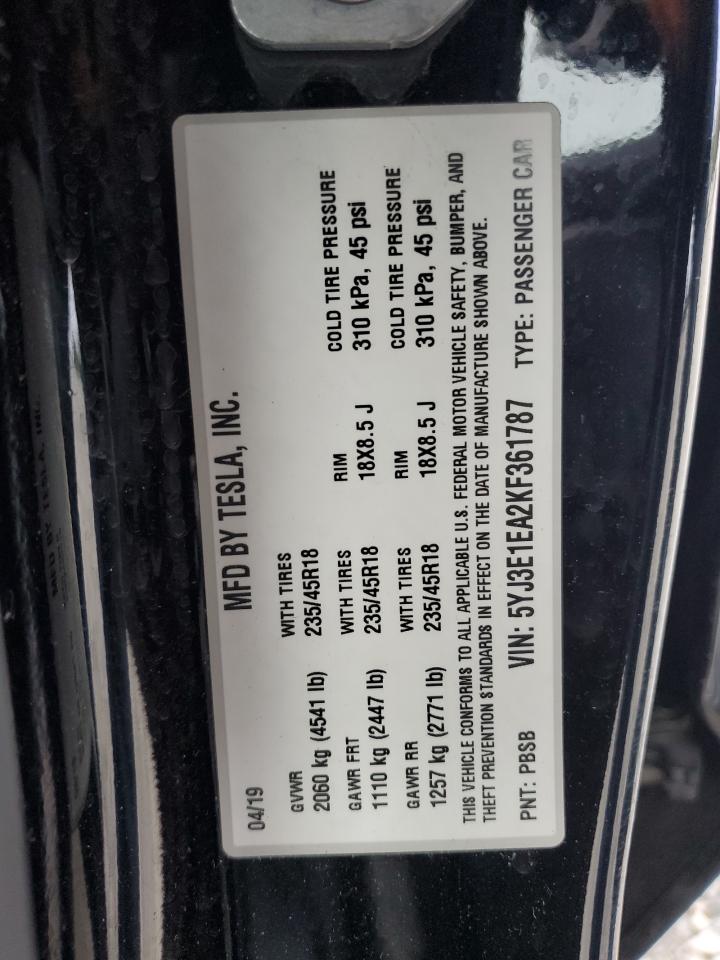 MFD BY TESLA, INC.
04/19
GVWR WITH TIRES
2060 kg (4541 lb) 235/45R18
GAWR FRT WITH TIRES RIM COLD TIRE PRESSURE
1110 kg (2447 lb) 235/45R18 18X8.5 J 310 kPa, 45 psi
GAWR RR WITH TIRES RIM COLD TIRE PRESSURE
1257 kg (2771 lb) 235/45R18 18X8.5 J 310 kPa, 45 psi
THIS VEHICLE CONFORMS TO ALL APPLICABLE U.S. FEDERAL MOTOR VEHICLE SAFETY, BUMPER, AND
THEFT PREVENTION STANDARDS IN EFFECT ON THE DATE OF MANUFACTURE SHOWN ABOVE.
PNT: PBSB VIN: 5YJ3E1EA2KF361787 TYPE: PASSENGER CAR